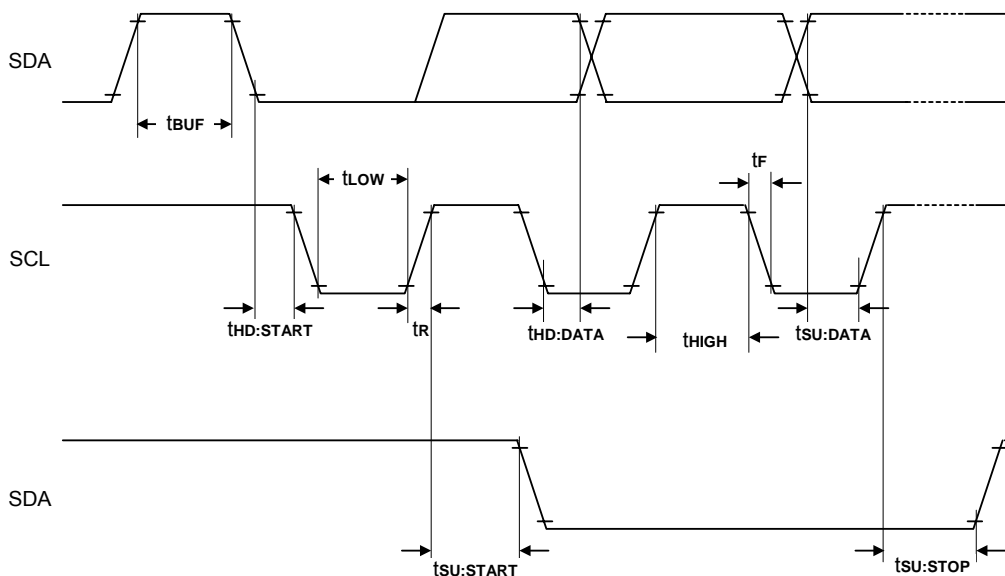 SDA
tBUF
tLOW
tF
SCL
tHD:START
tR
tHD:DATA
tHIGH
tSU:DATA
SDA
tSU:START
tSU:STOP